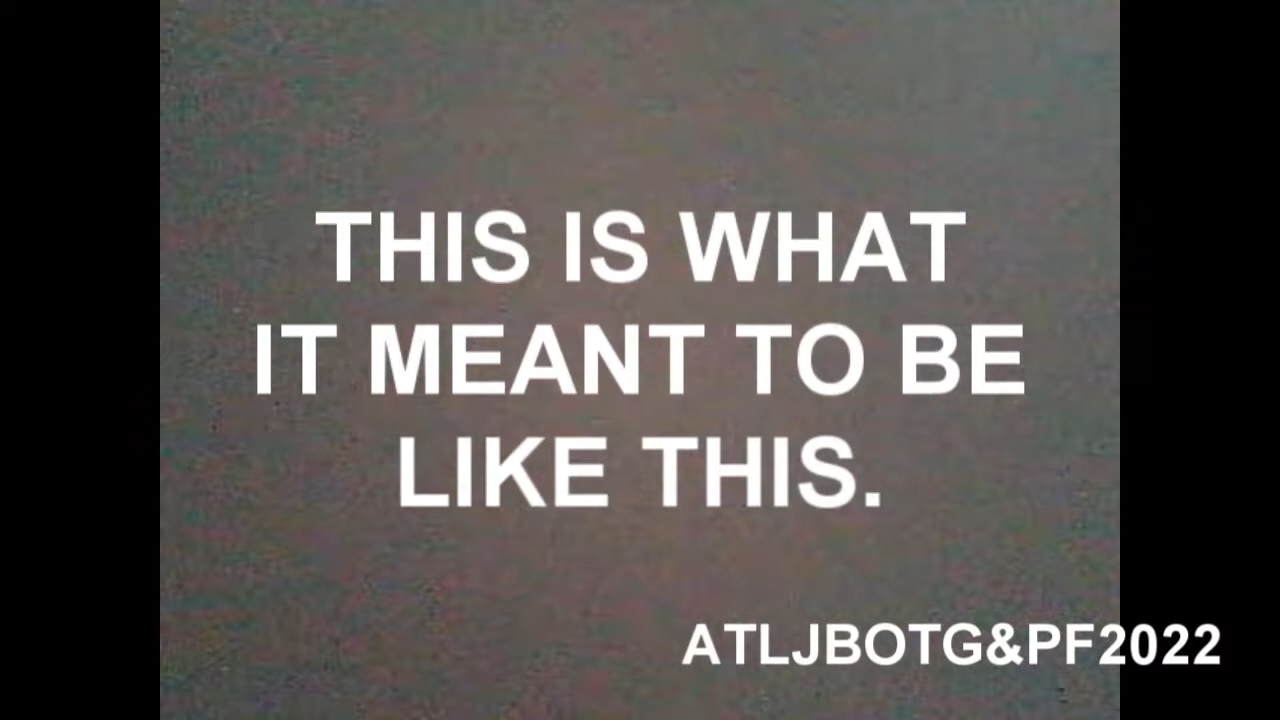 THIS IS WHAT
IT MEANT TO BE
LIKE THIS.
ATLJBOTG&PF2022